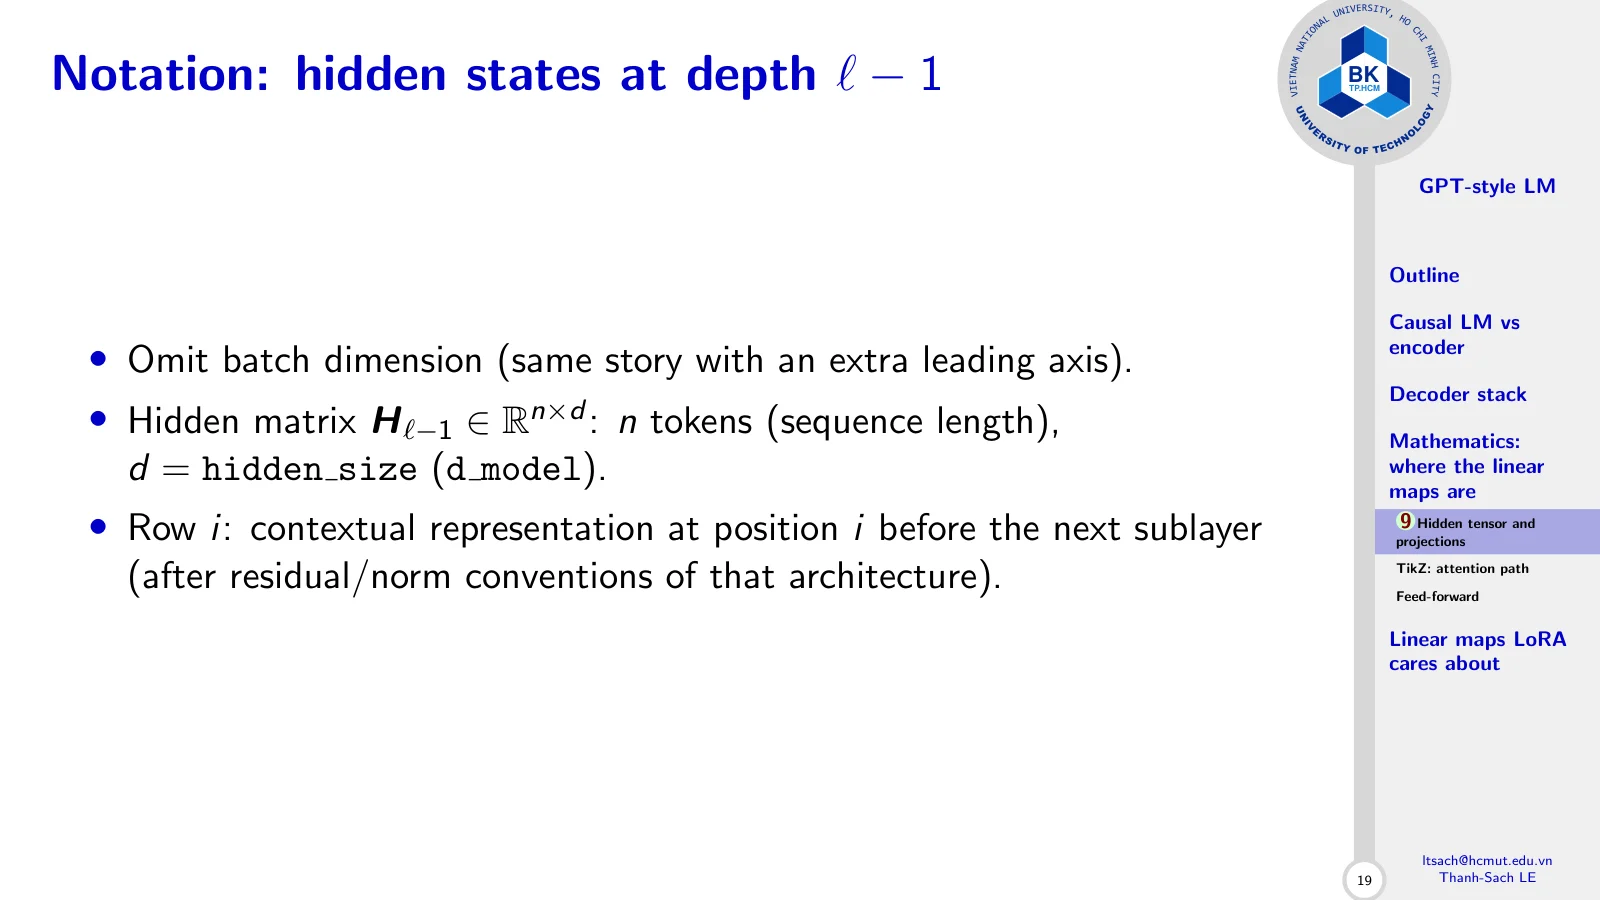 Notation: hidden states at depth ℓ − 1
• Omit batch dimension (same story with an extra leading axis).
• Hidden matrix H_{ℓ−1} ∈ ℝ^{n×d}: n tokens (sequence length),
d = hidden_size (d_model).
• Row i: contextual representation at position i before the next sublayer
(after residual/norm conventions of that architecture).
VIETNAM NATIONAL UNIVERSITY, HO CHI MINH CITY
BK
TP.HCM
UNIVERSITY OF TECHNOLOGY
GPT-style LM
Outline
Causal LM vs
encoder
Decoder stack
Mathematics:
where the linear
maps are
9 Hidden tensor and
projections
TikZ: attention path
Feed-forward
Linear maps LoRA
cares about
ltsach@hcmut.edu.vn
Thanh-Sach LE
19